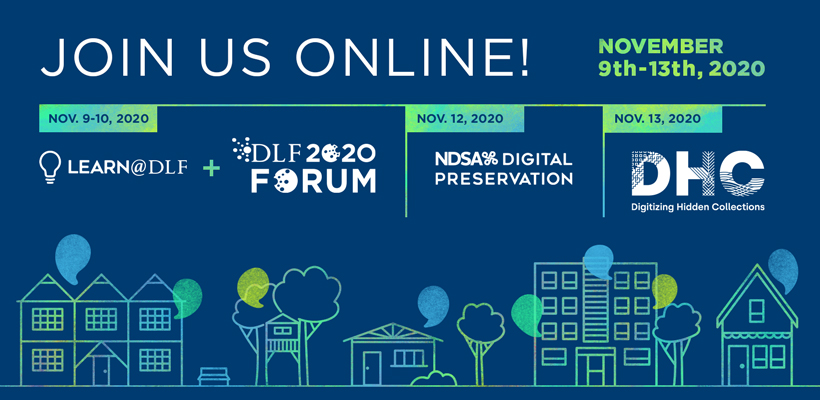 JOIN US ONLINE!
NOVEMBER
9th-13th, 2020
NOV. 9-10, 2020
LEARN@DLF
+
DLF 2020
FORUM
NOV. 12, 2020
NDSA DIGITAL
PRESERVATION
NOV. 13, 2020
DHC
Digitizing Hidden Collections